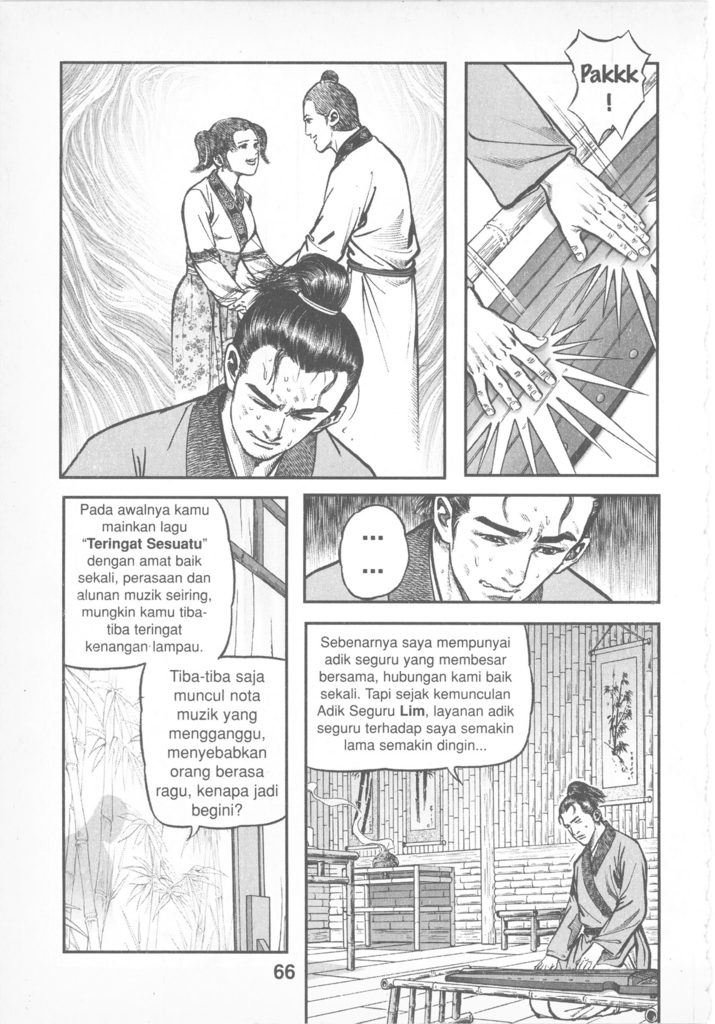 Pakkk
!
Pada awalnya kamu
mainkan lagu
“Teringat Sesuatu”
dengan amat baik
sekali, perasaan dan
alunan muzik seiring,
mungkin kamu tiba-
tiba teringat
kenangan lampau.
Tiba-tiba saja
muncul nota
muzik yang
mengganggu,
menyebabkan
orang berasa
ragu, kenapa jadi
begini?
...
...
Sebenarnya saya mempunyai
adik seguru yang membesar
bersama, hubungan kami baik
sekali. Tapi sejak kemunculan
Adik Seguru Lim, layanan adik
seguru terhadap saya semakin
lama semakin dingin...
66